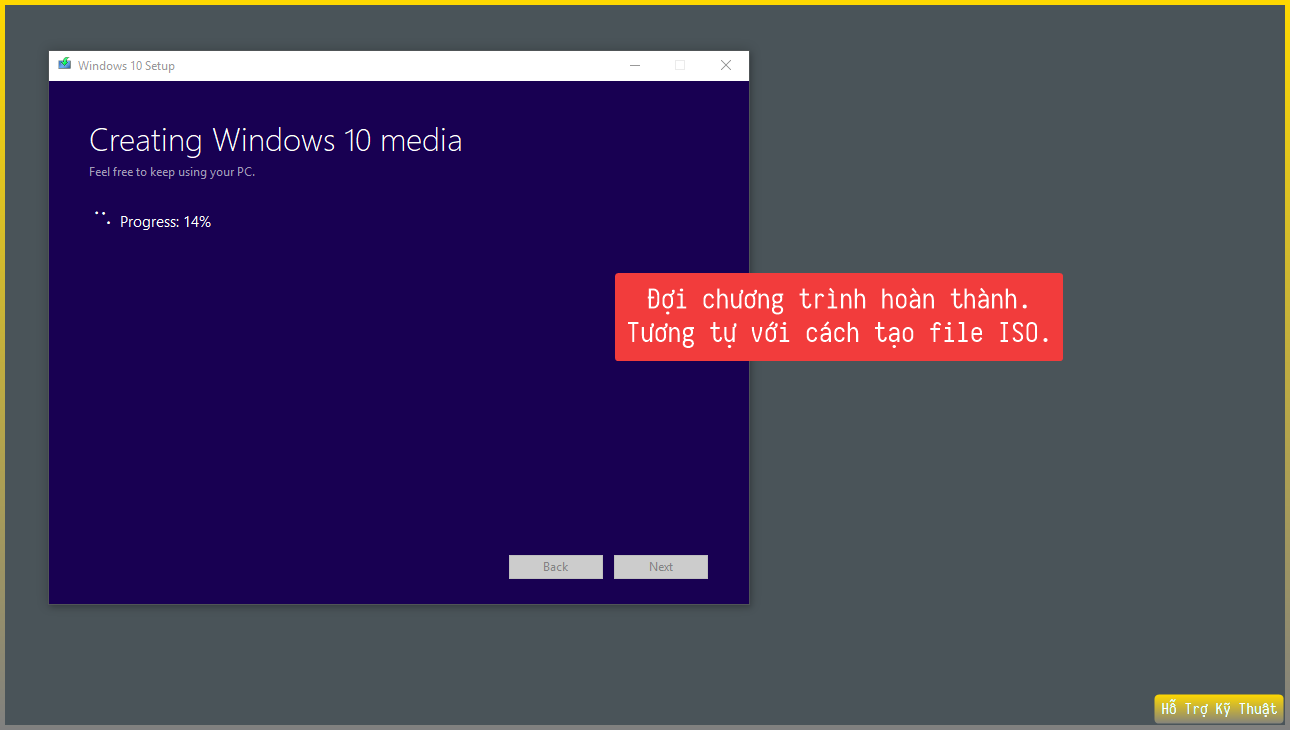 Windows 10 Setup
Creating Windows 10 media
Feel free to keep using your PC.
Progress: 14%
Đợi chương trình hoàn thành.
Tương tự với cách tạo file ISO.
Back
Next
Hỗ Trợ Kỹ Thuật